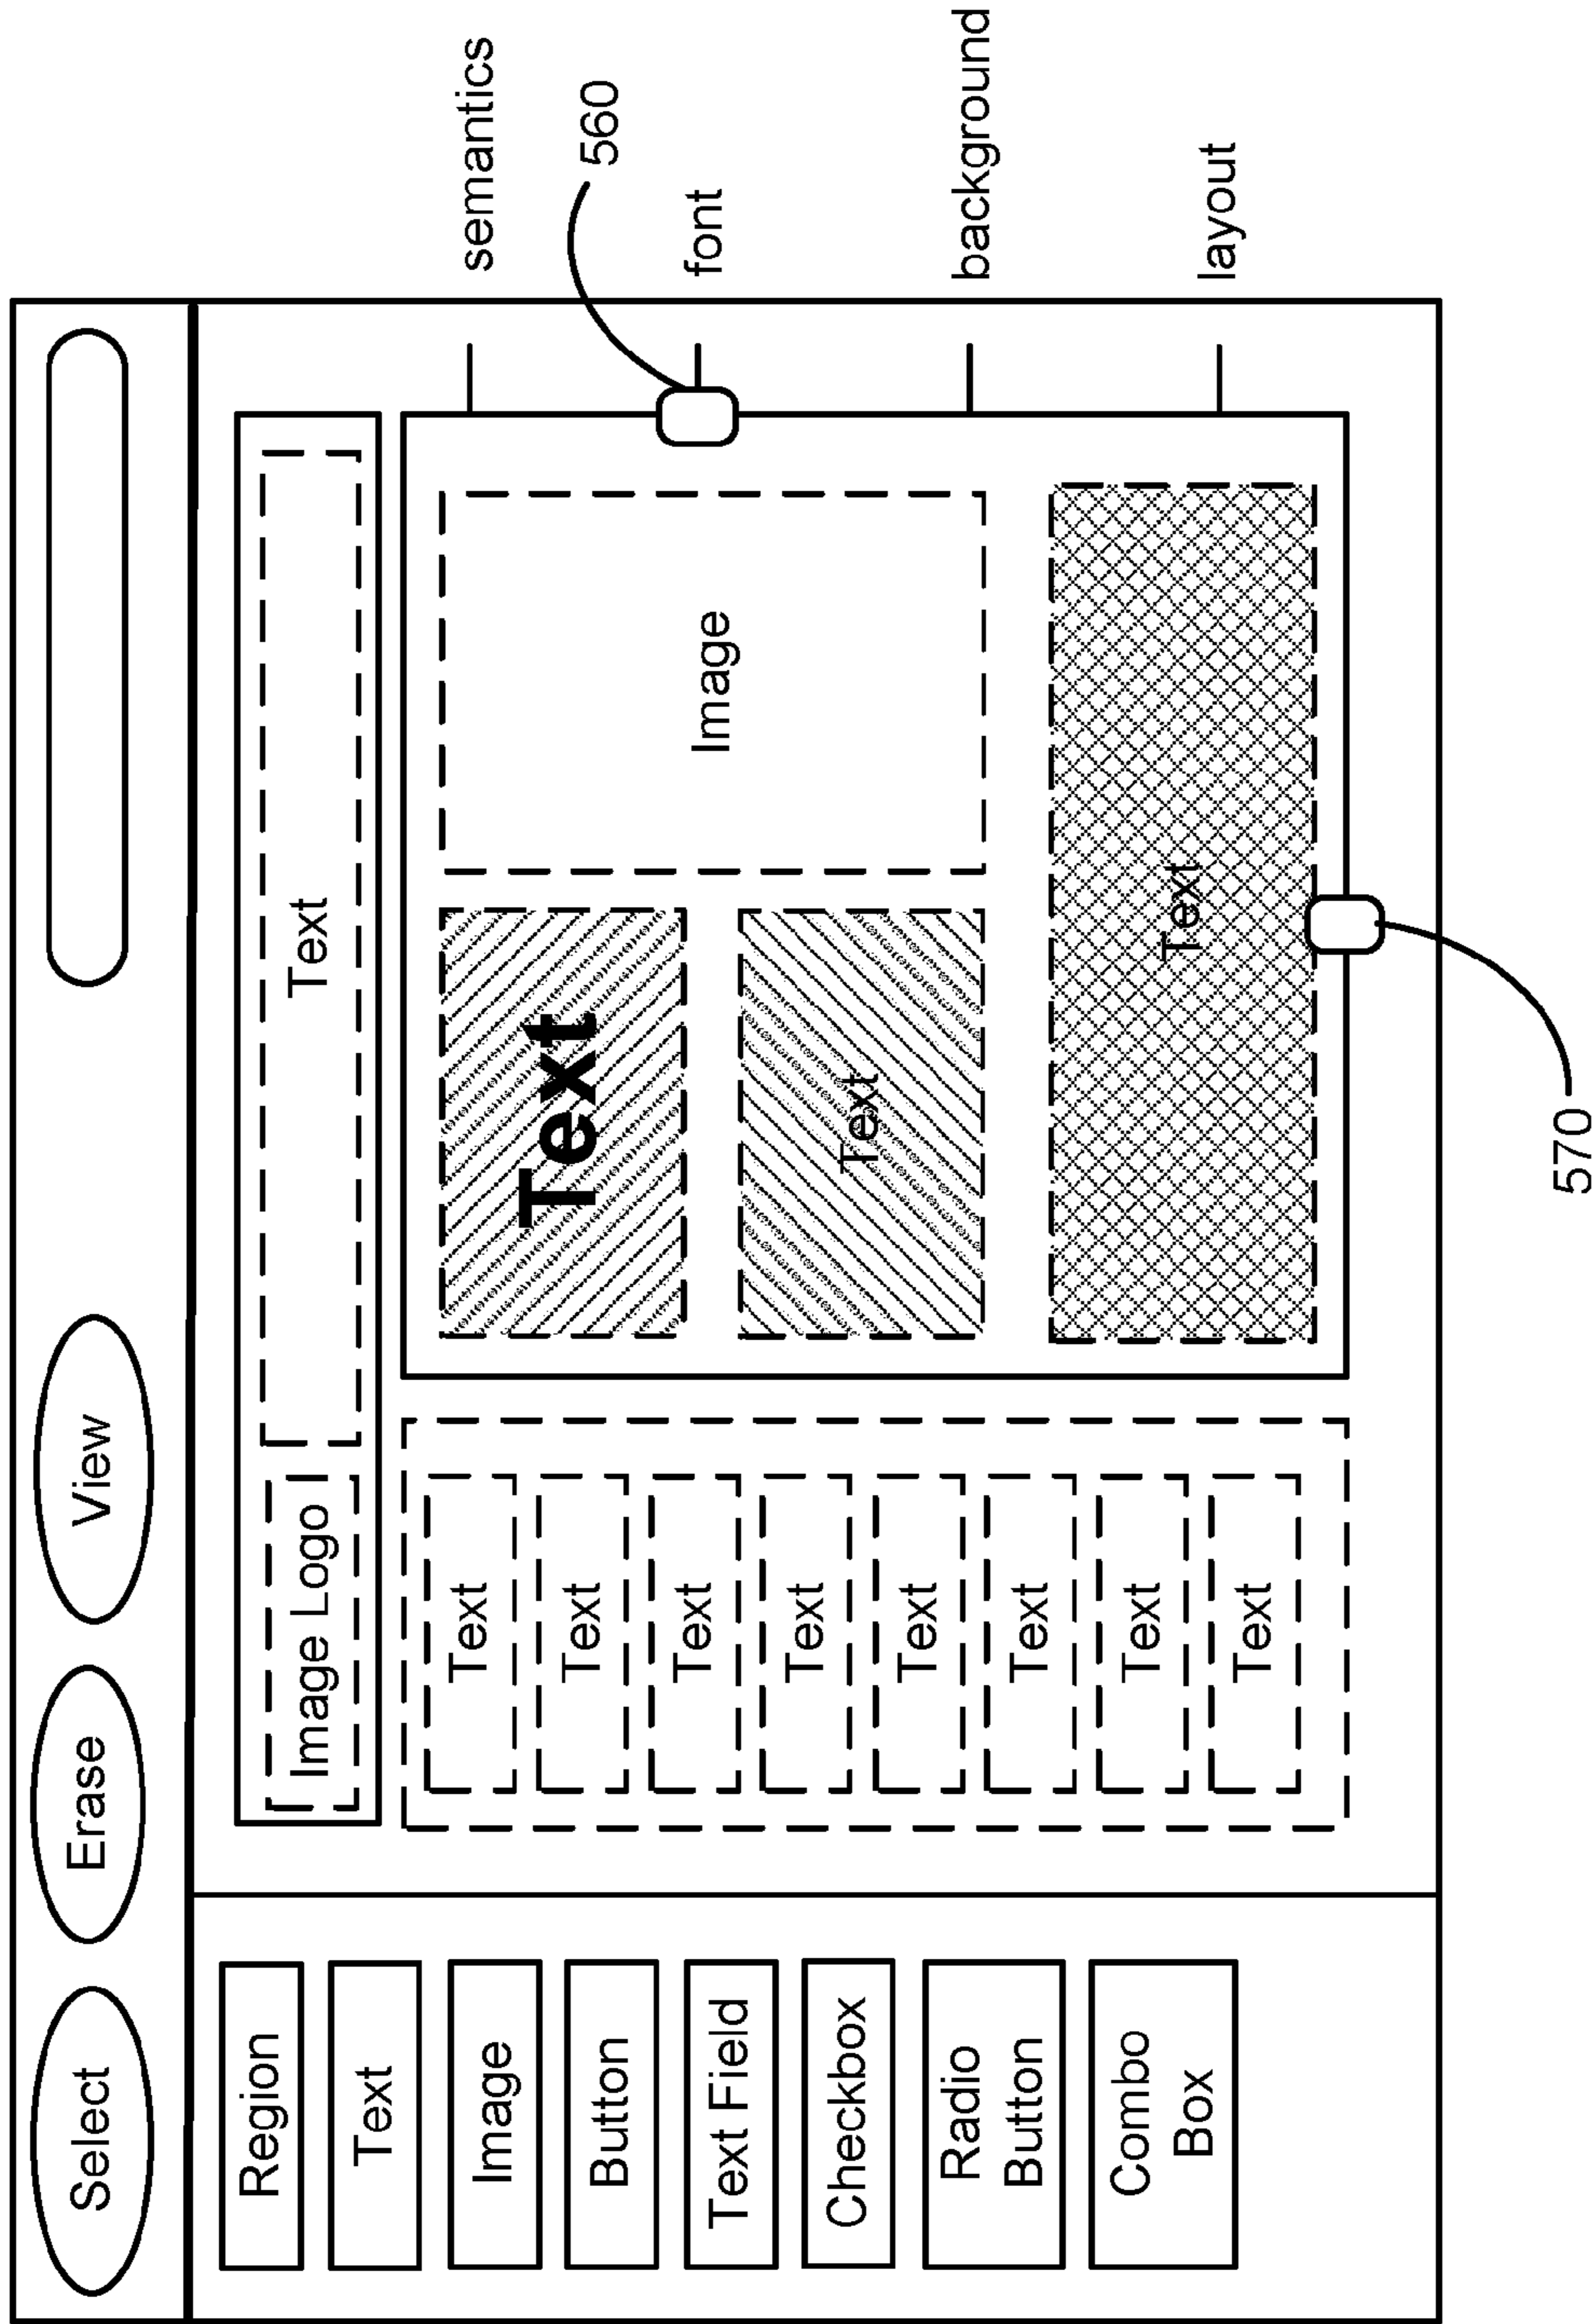 Select
Erase
View
Region
Text
Image
Button
Text Field
Checkbox
Radio
Button
Combo
Box
Image Logo
Text
Text
Text
Text
Text
Text
Text
Text
Text
Text
Image
Text
Text
semantics
560
font
background
layout
570